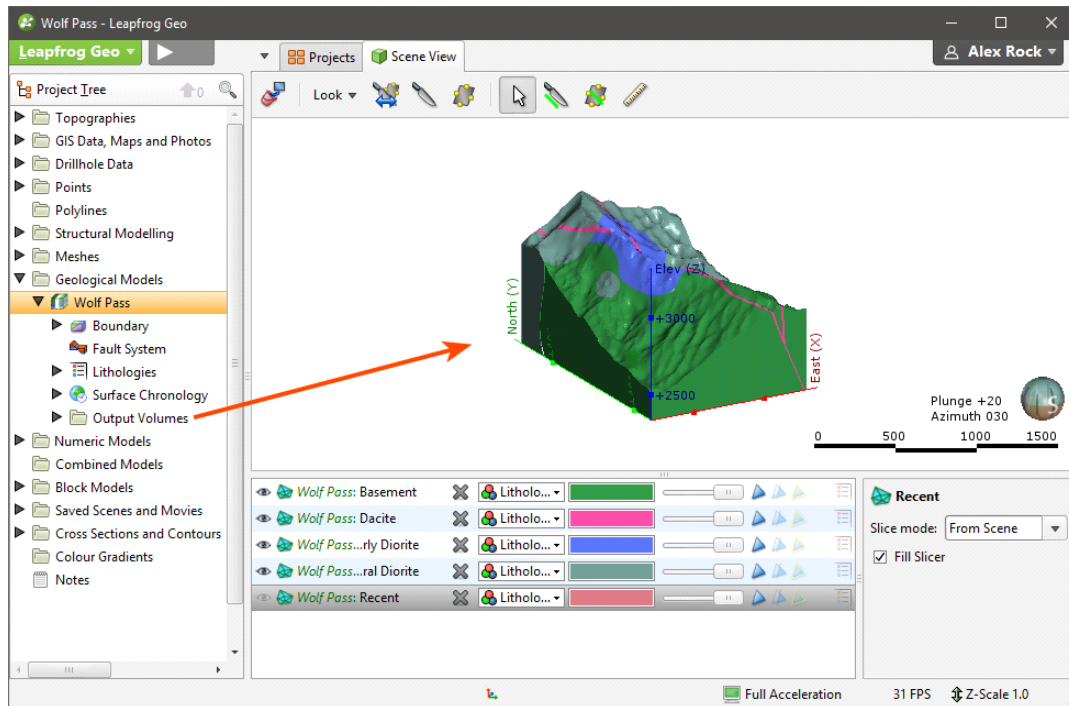 Wolf Pass - Leapfrog Geo
Leapfrog Geo
Projects
Scene View
Alex Rock
Project Tree
0
Look
Topographies
GIS Data, Maps and Photos
Drillhole Data
Points
Polylines
Structural Modelling
Meshes
Geological Models
Wolf Pass
Boundary
Fault System
Lithologies
Surface Chronology
Output Volumes
Numeric Models
Combined Models
Block Models
Saved Scenes and Movies
Cross Sections and Contours
Colour Gradients
Notes
Elev (Z)
North (Y)
+3000
East (X)
+2500
Plunge +20
Azimuth 030
S
0 500 1000 1500
Wolf Pass: Basement Litholo...
Wolf Pass: Dacite Litholo...
Wolf Pass...rly Diorite Litholo...
Wolf Pass...ral Diorite Litholo...
Wolf Pass: Recent Litholo...
Recent
Slice mode: From Scene
Fill Slicer
Full Acceleration
31 FPS
Z-Scale 1.0